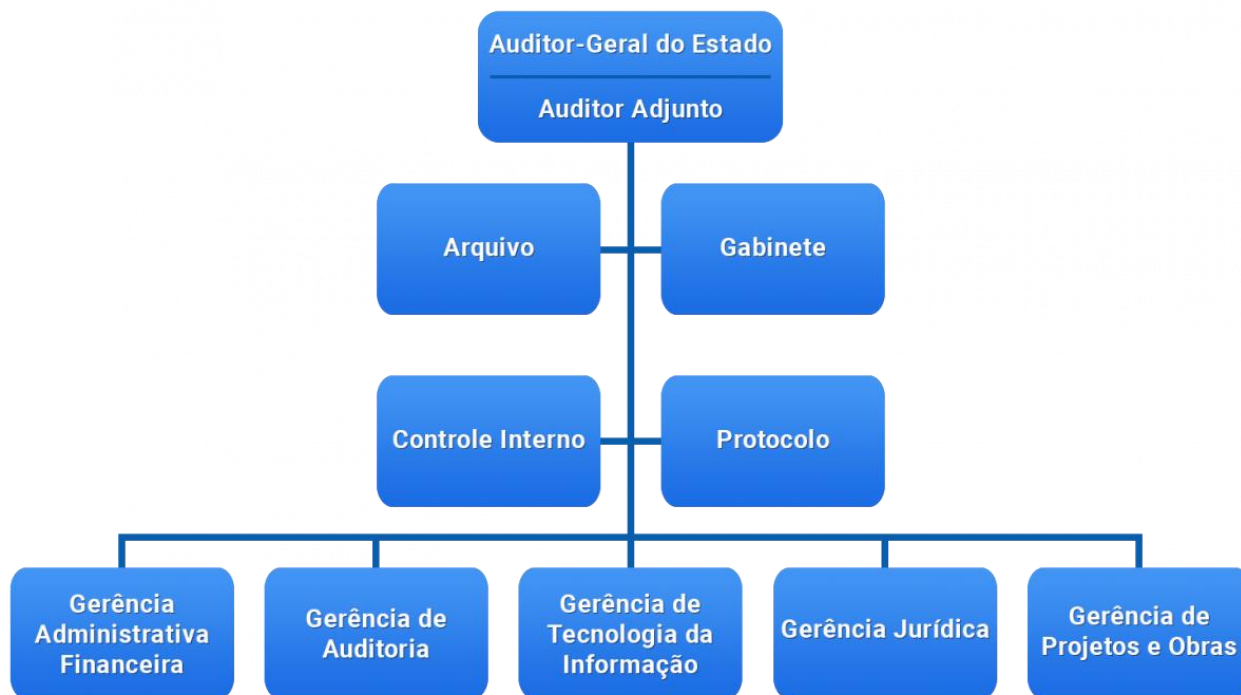 Auditor-Geral do Estado
Auditor Adjunto
Arquivo
Gabinete
Controle Interno
Protocolo
Gerência
Administrativa
Financeira
Gerência de
Auditoria
Gerência de
Tecnologia da
Informação
Gerência Jurídica
Gerência de
Projetos e Obras